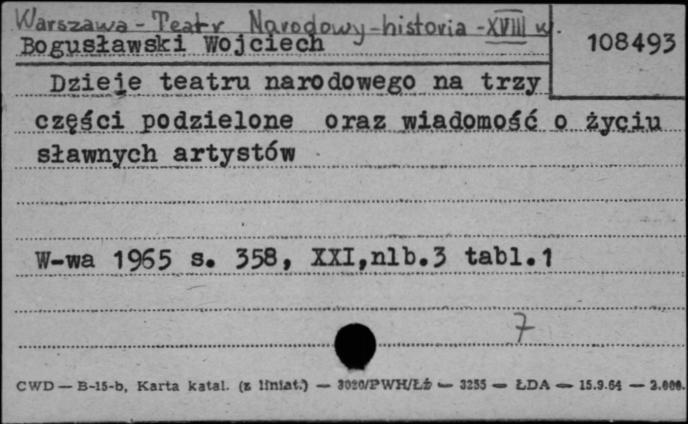 Warszawa - Teatr Narodowy - historia - XVIII w.
Bogusławski Wojciech
108493
Dzieje teatru narodowego na trzy
części podzielone oraz wiadomość o życiu
sławnych artystów
W-wa 1965 s. 358, XXI,nlb.3 tabl.1
7
CWD — B-15-b, Karta katal. (z liniat.) — 3020/PWH/Łź — 3255 — ŁDA — 15.9.64 — 2.000.